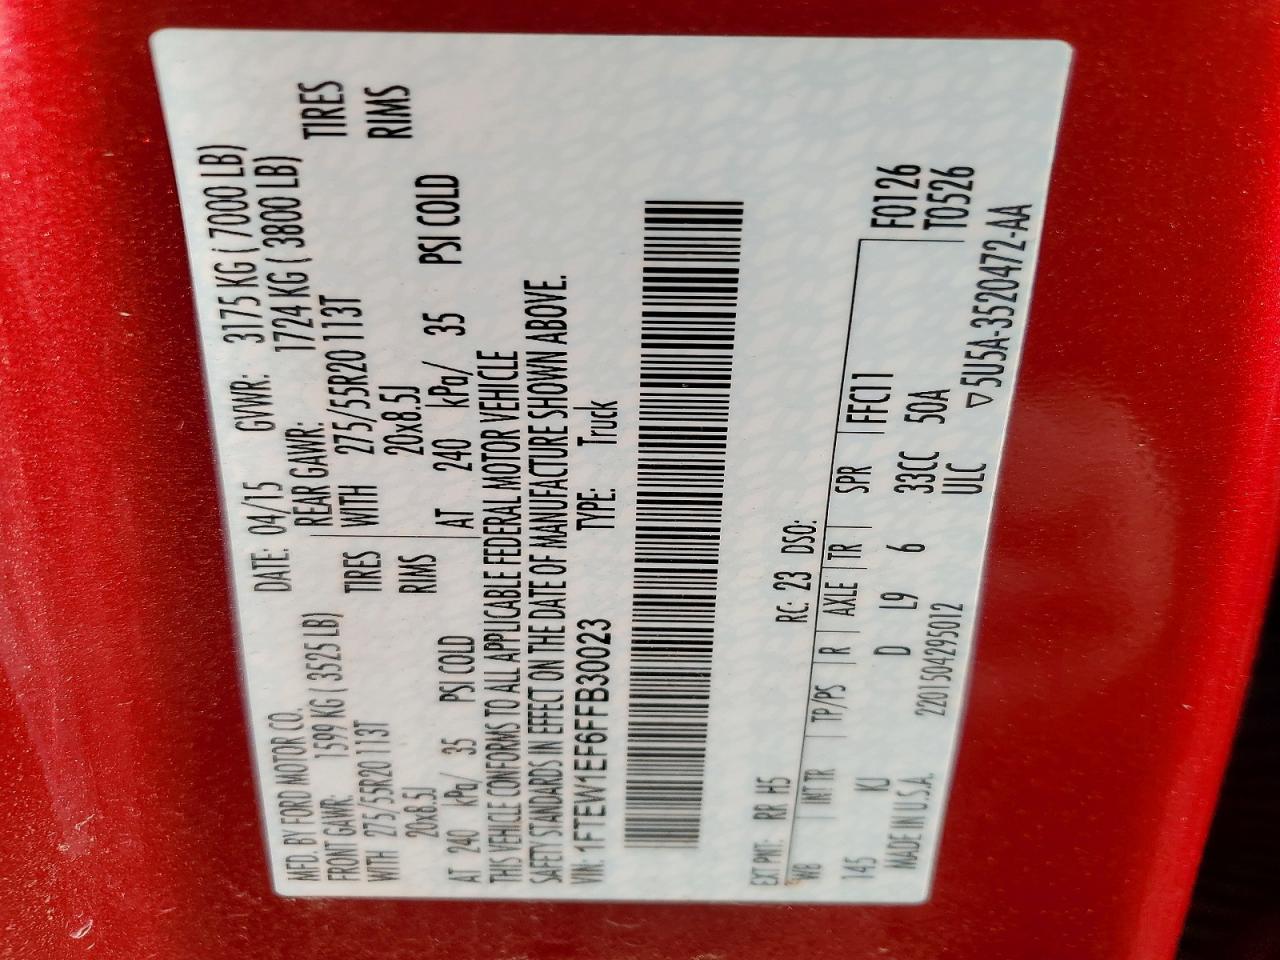 MFD. BY FORD MOTOR CO. DATE: 04/15 GVWR: 3175 KG ( 7000 LB)
FRONT GAWR: 1599 KG ( 3525 LB) REAR GAWR: 1724 KG ( 3800 LB)
WITH 275/55R20 113T TIRES WITH 275/55R20 113T TIRES
20x8.5J RIMS 20x8.5J RIMS
AT 240 kPa/ 35 PSI COLD AT 240 kPa/ 35 PSI COLD
THIS VEHICLE CONFORMS TO ALL APPLICABLE FEDERAL MOTOR VEHICLE
SAFETY STANDARDS IN EFFECT ON THE DATE OF MANUFACTURE SHOWN ABOVE.
VIN: 1FTEW1EF6FFB30023 TYPE: Truck
EXT PNT: RR H5 RC: 23 DSO:
WB INT TR TP/PS R AXLE TR SPR FFC11 F0126
145 KU D L9 6 33CC 50A T0526
MADE IN U.S.A. 2201504295012 ULC ▽5U5A-3520472-AA